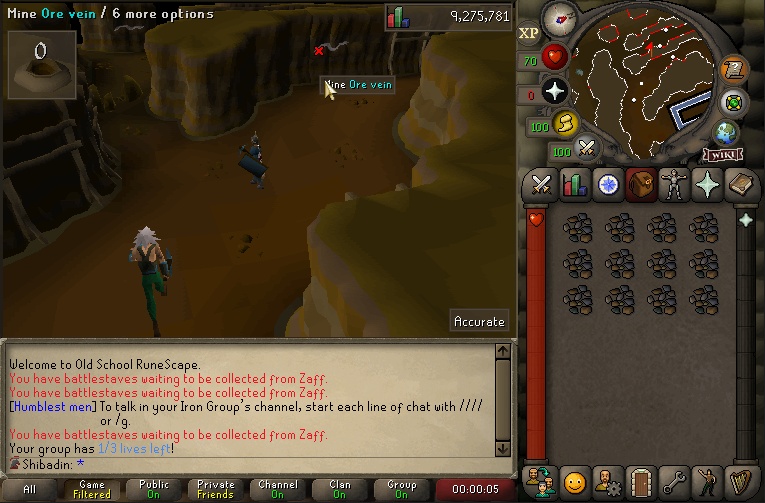 Mine Ore vein / 6 more options
9,275,781
0
XP
Mine Ore vein
70
0
100
100
WIKI
Accurate
Welcome to Old School RuneScape.
You have battlestaves waiting to be collected from Zaff.
You have battlestaves waiting to be collected from Zaff.
[Humblest men] To talk in your Iron Group's channel, start each line of chat with ////
or /g.
You have battlestaves waiting to be collected from Zaff.
Your group has 1/3 lives left!
Shibadin: *
All
Game
Filtered
Public
On
Private
Friends
Channel
On
Clan
On
Group
On
00:00:05